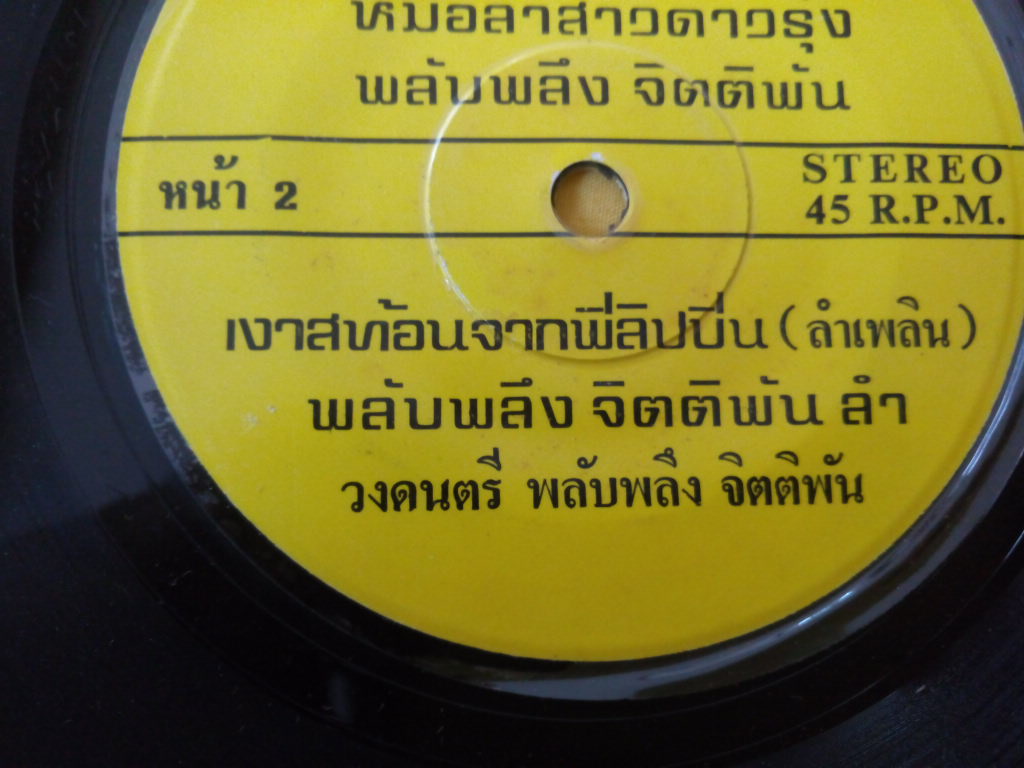 หมอลำสาวดาวรุ่ง
พลับพลึง จิตติพัน
หน้า 2
STEREO
45 R.P.M.
เงาสท้อนจากฟิลิปปิ่น (ลำเพลิน)
พลับพลึง จิตติพัน ลำ
วงดนตรี พลับพลึง จิตติพัน